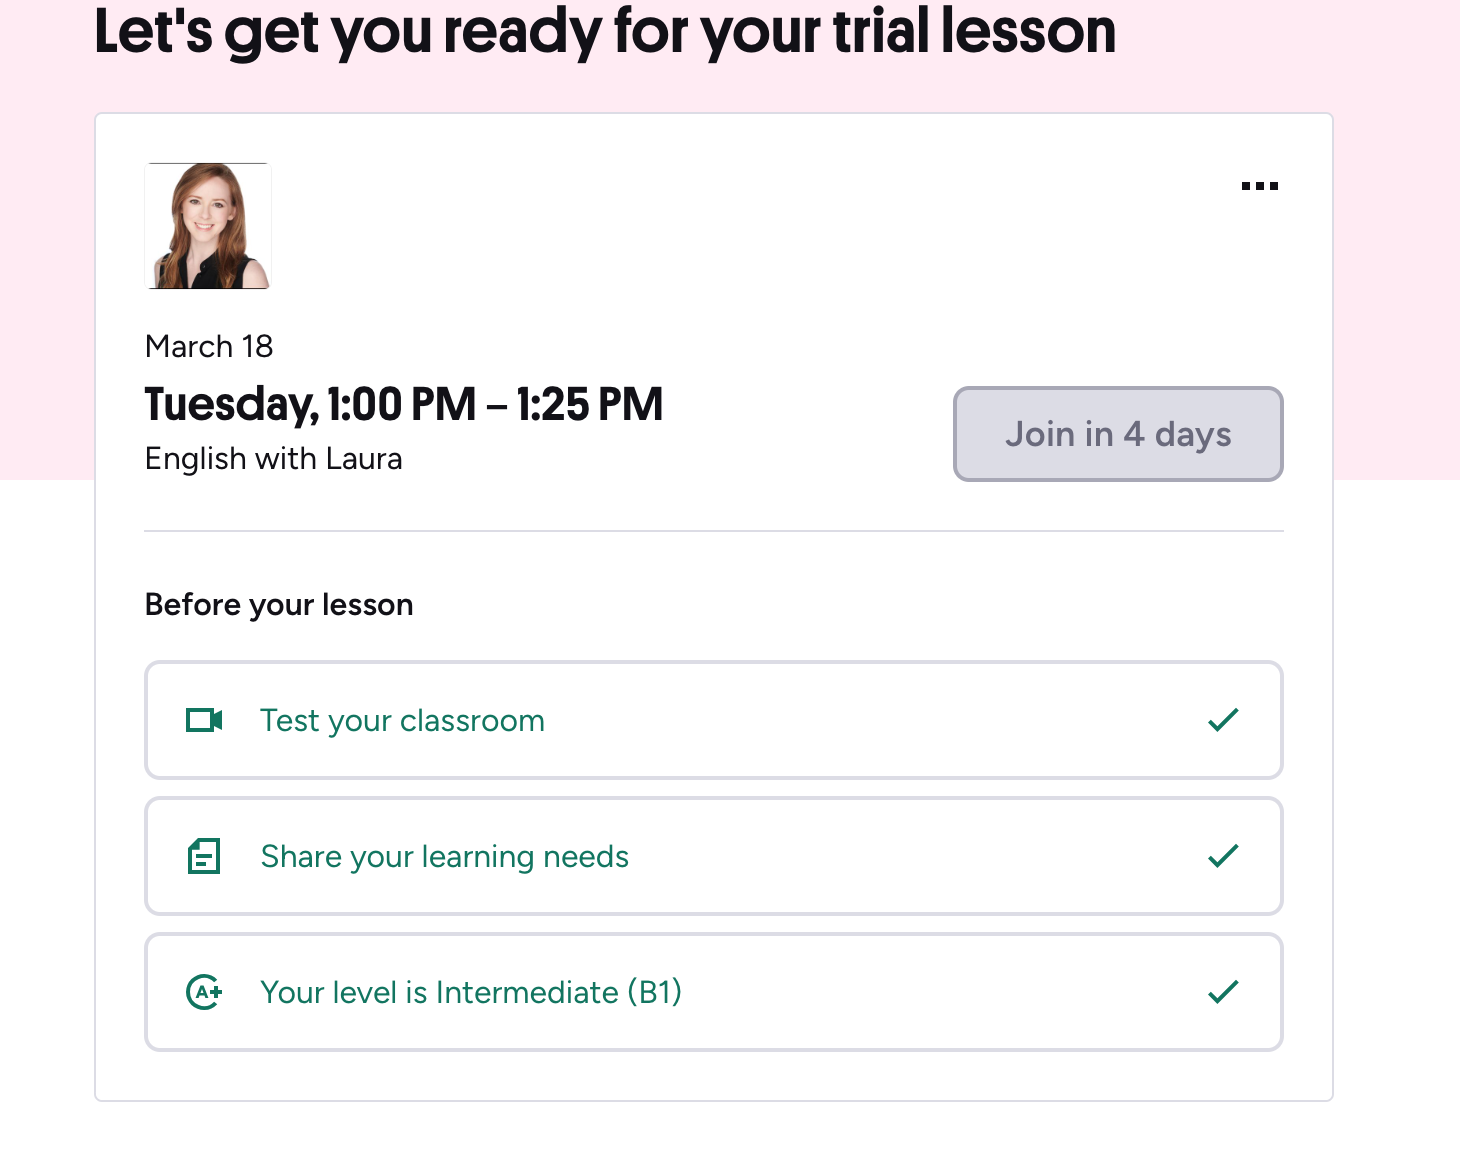 Let's get you ready for your trial lesson
March 18
Tuesday, 1:00 PM – 1:25 PM
English with Laura
Join in 4 days
Before your lesson
Test your classroom
Share your learning needs
A+ Your level is Intermediate (B1)